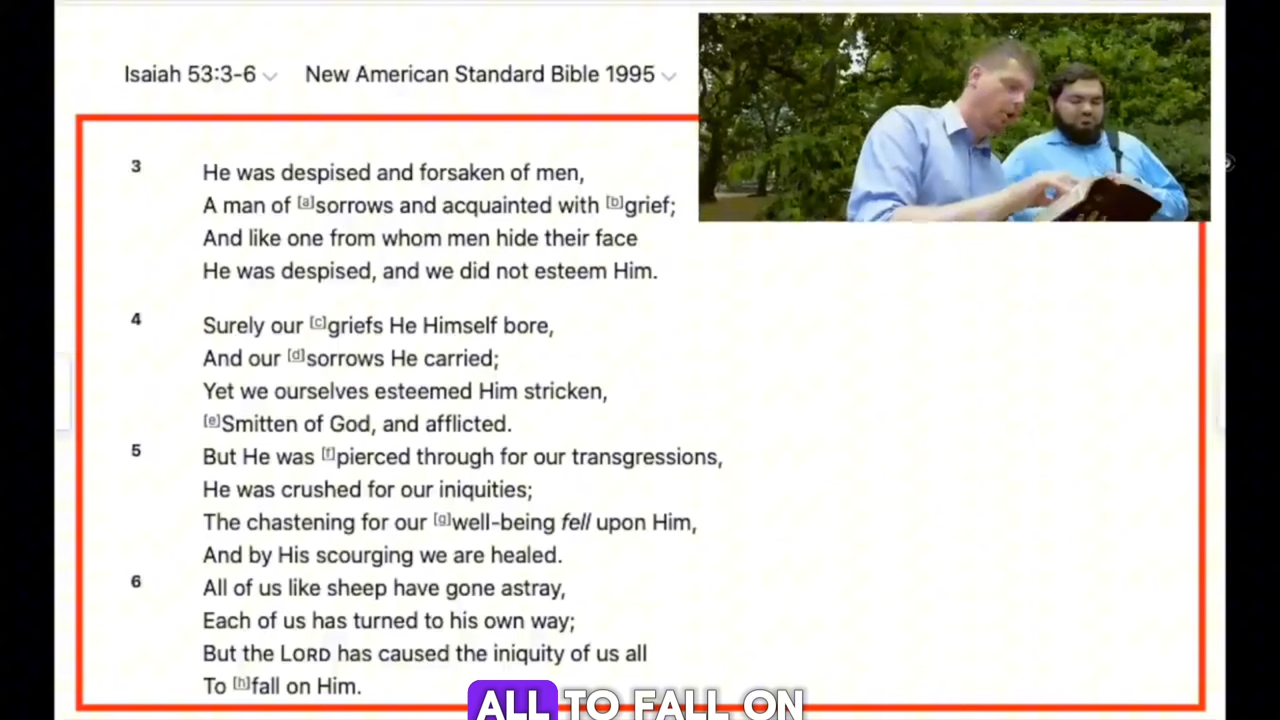 Isaiah 53:3-6 New American Standard Bible 1995
3 He was despised and forsaken of men,
A man of [a]sorrows and acquainted with [b]grief;
And like one from whom men hide their face
He was despised, and we did not esteem Him.
4 Surely our [c]griefs He Himself bore,
And our [d]sorrows He carried;
Yet we ourselves esteemed Him stricken,
[e]Smitten of God, and afflicted.
5 But He was [f]pierced through for our transgressions,
He was crushed for our iniquities;
The chastening for our [g]well-being fell upon Him,
And by His scourging we are healed.
6 All of us like sheep have gone astray,
Each of us has turned to his own way;
But the LORD has caused the iniquity of us all
To [h]fall on Him.
ALL TO FALL ON